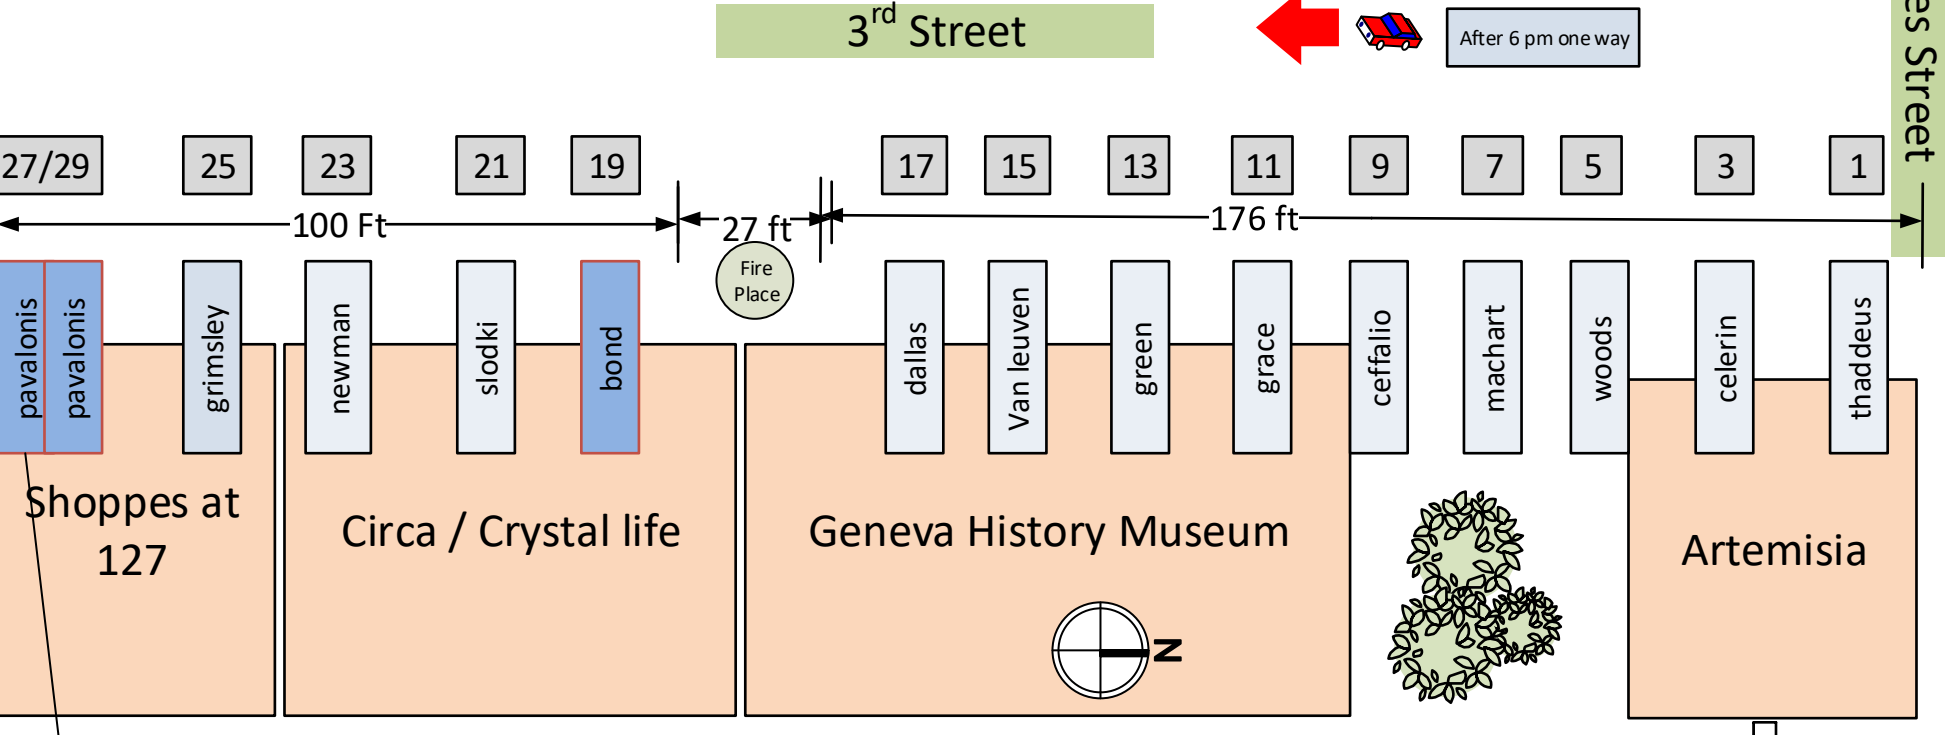 3rd Street
After 6 pm one way
es Street
27/29
25
23
21
19
17
15
13
11
9
7
5
3
1
100 Ft
27 ft
176 ft
Fire
Place
pavalonis
pavalonis
grimsley
newman
slodki
bond
dallas
Van leuven
green
grace
ceffalio
machart
woods
celerin
thaddeus
Shoppes at
127
Circa / Crystal life
Geneva History Museum
Artemisia
N